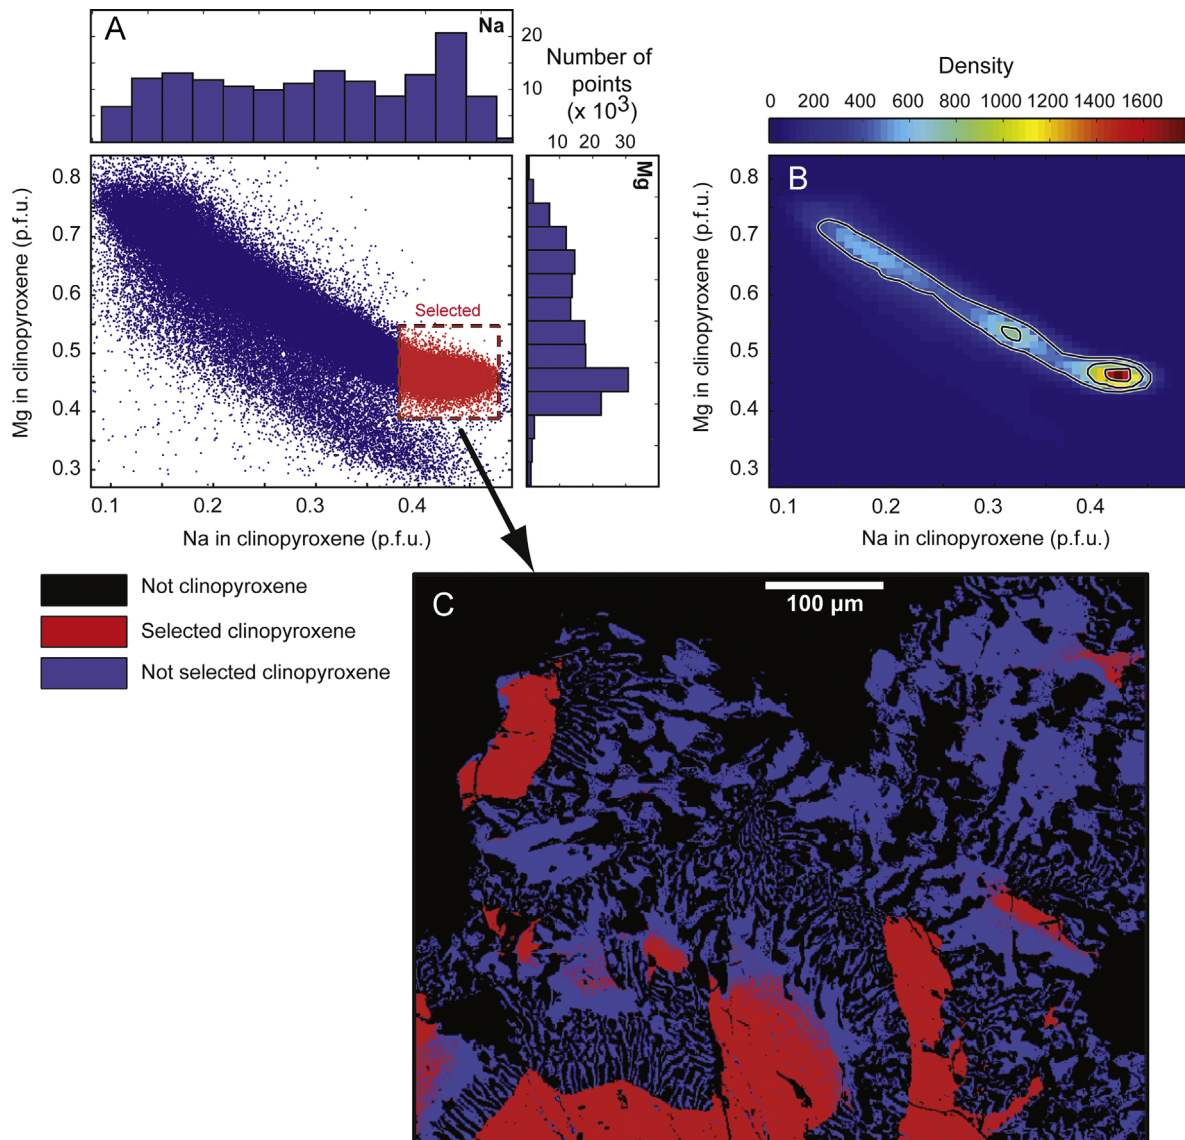 A
Na
20
10
Number of
points
(x 10³)
10 20 30
Mg
Mg in clinopyroxene (p.f.u.)
0.8
0.7
0.6
0.5
0.4
0.3
Selected
0.1 0.2 0.3 0.4
Na in clinopyroxene (p.f.u.)
Density
0 200 400 600 800 1000 1200 1400 1600
B
Mg in clinopyroxene (p.f.u.)
0.8
0.7
0.6
0.5
0.4
0.3
0.1 0.2 0.3 0.4
Na in clinopyroxene (p.f.u.)
Not clinopyroxene
Selected clinopyroxene
Not selected clinopyroxene
C
100 µm